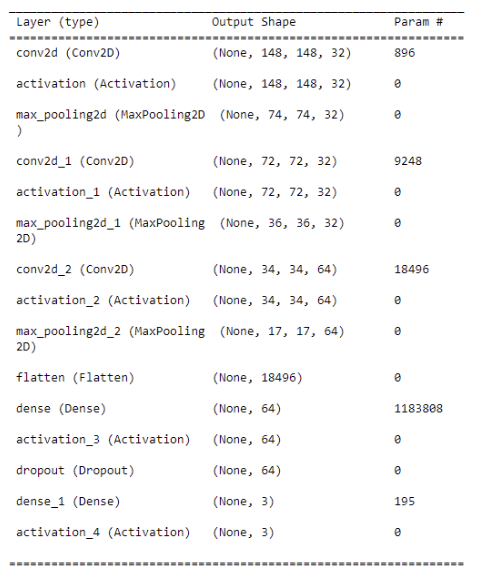 Layer (type) Output Shape Param #
conv2d (Conv2D) (None, 148, 148, 32) 896
activation (Activation) (None, 148, 148, 32) 0
max_pooling2d (MaxPooling2D (None, 74, 74, 32) 0
)
conv2d_1 (Conv2D) (None, 72, 72, 32) 9248
activation_1 (Activation) (None, 72, 72, 32) 0
max_pooling2d_1 (MaxPooling (None, 36, 36, 32) 0
2D)
conv2d_2 (Conv2D) (None, 34, 34, 64) 18496
activation_2 (Activation) (None, 34, 34, 64) 0
max_pooling2d_2 (MaxPooling (None, 17, 17, 64) 0
2D)
flatten (Flatten) (None, 18496) 0
dense (Dense) (None, 64) 1183808
activation_3 (Activation) (None, 64) 0
dropout (Dropout) (None, 64) 0
dense_1 (Dense) (None, 3) 195
activation_4 (Activation) (None, 3) 0